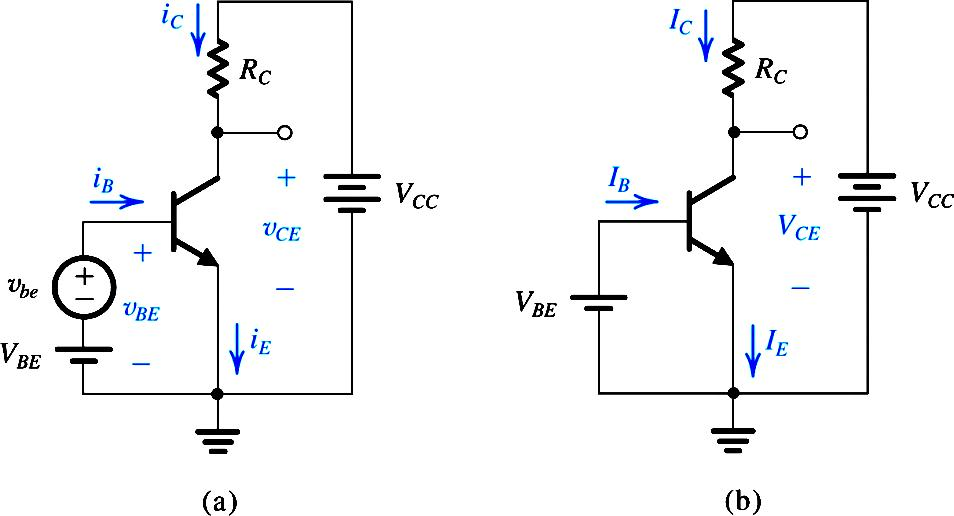 i_C
R_C
i_B
+
v_CE
−
V_CC
v_be
+
−
+
v_BE
−
V_BE
i_E
(a)
I_C
R_C
I_B
+
V_CE
−
V_CC
V_BE
I_E
(b)